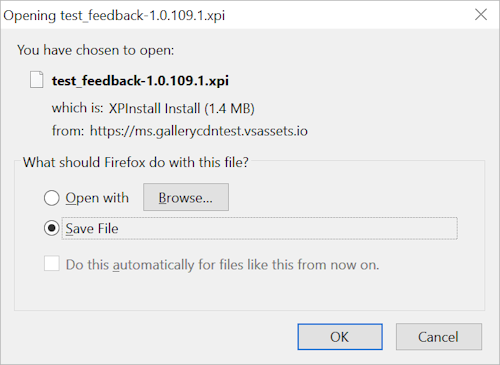 Opening test_feedback-1.0.109.1.xpi
You have chosen to open:
test_feedback-1.0.109.1.xpi
which is: XPInstall Install (1.4 MB)
from: https://ms.gallerycdntest.vsassets.io
What should Firefox do with this file?
Open with Browse...
Save File
Do this automatically for files like this from now on.
OK Cancel